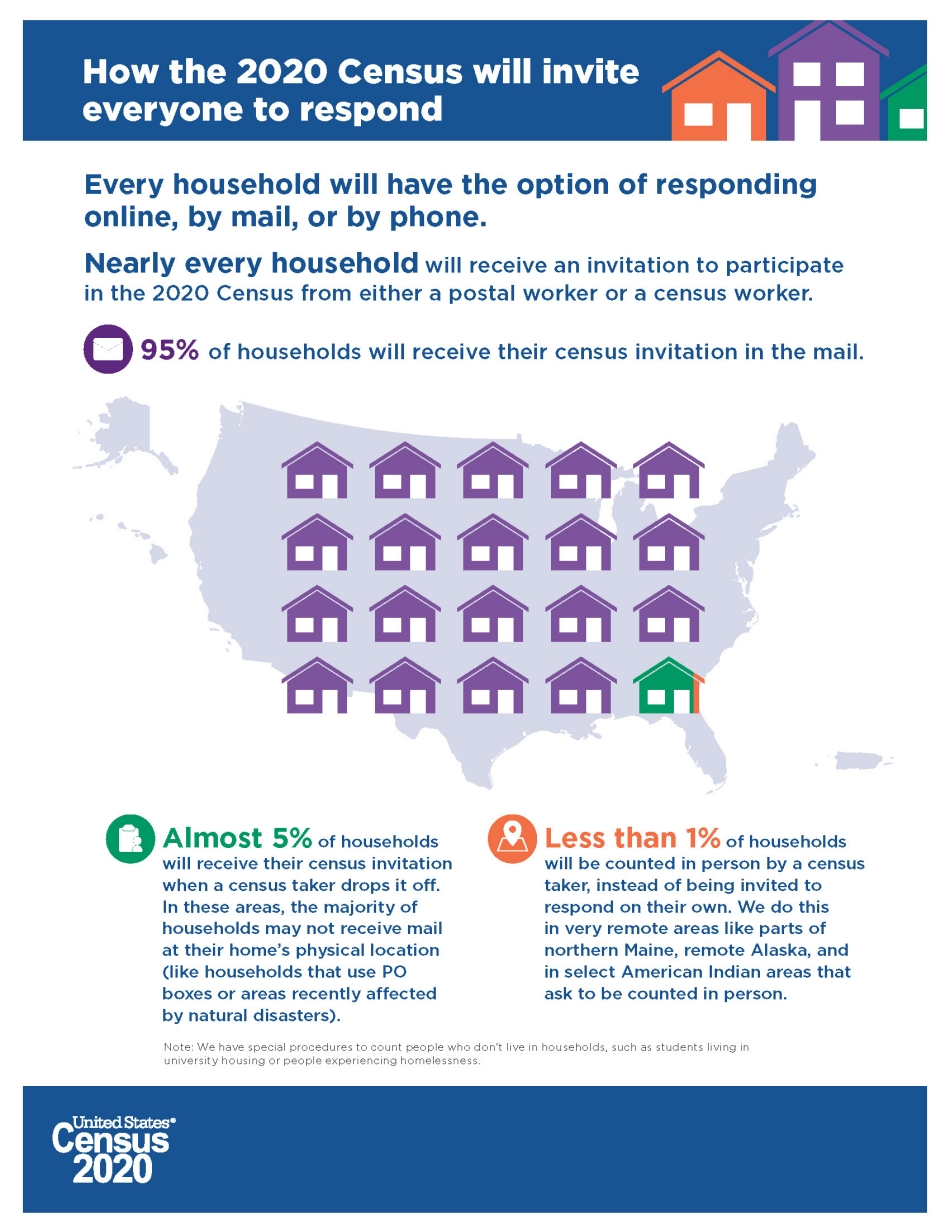 How the 2020 Census will invite
everyone to respond
Every household will have the option of responding
online, by mail, or by phone.
Nearly every household will receive an invitation to participate
in the 2020 Census from either a postal worker or a census worker.
95% of households will receive their census invitation in the mail.
Almost 5% of households
will receive their census invitation
when a census taker drops it off.
In these areas, the majority of
households may not receive mail
at their home's physical location
(like households that use PO
boxes or areas recently affected
by natural disasters).
Less than 1% of households
will be counted in person by a census
taker, instead of being invited to
respond on their own. We do this
in very remote areas like parts of
northern Maine, remote Alaska, and
in select American Indian areas that
ask to be counted in person.
Note: We have special procedures to count people who don't live in households, such as students living in
university housing or people experiencing homelessness.
United States®
Census
2020